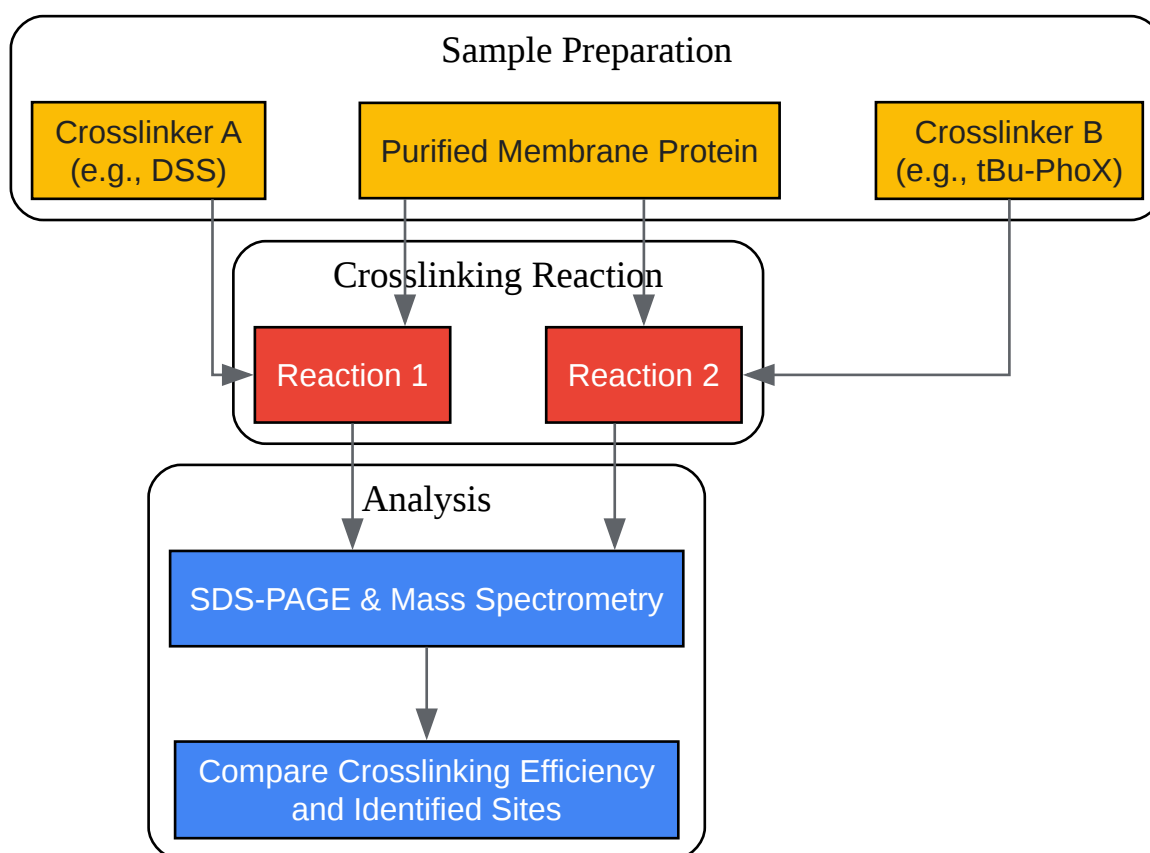 Sample Preparation
Crosslinker A
(e.g., DSS)
Purified Membrane Protein
Crosslinker B
(e.g., tBu-PhoX)
Crosslinking Reaction
Reaction 1
Reaction 2
Analysis
SDS-PAGE & Mass Spectrometry
Compare Crosslinking Efficiency
and Identified Sites